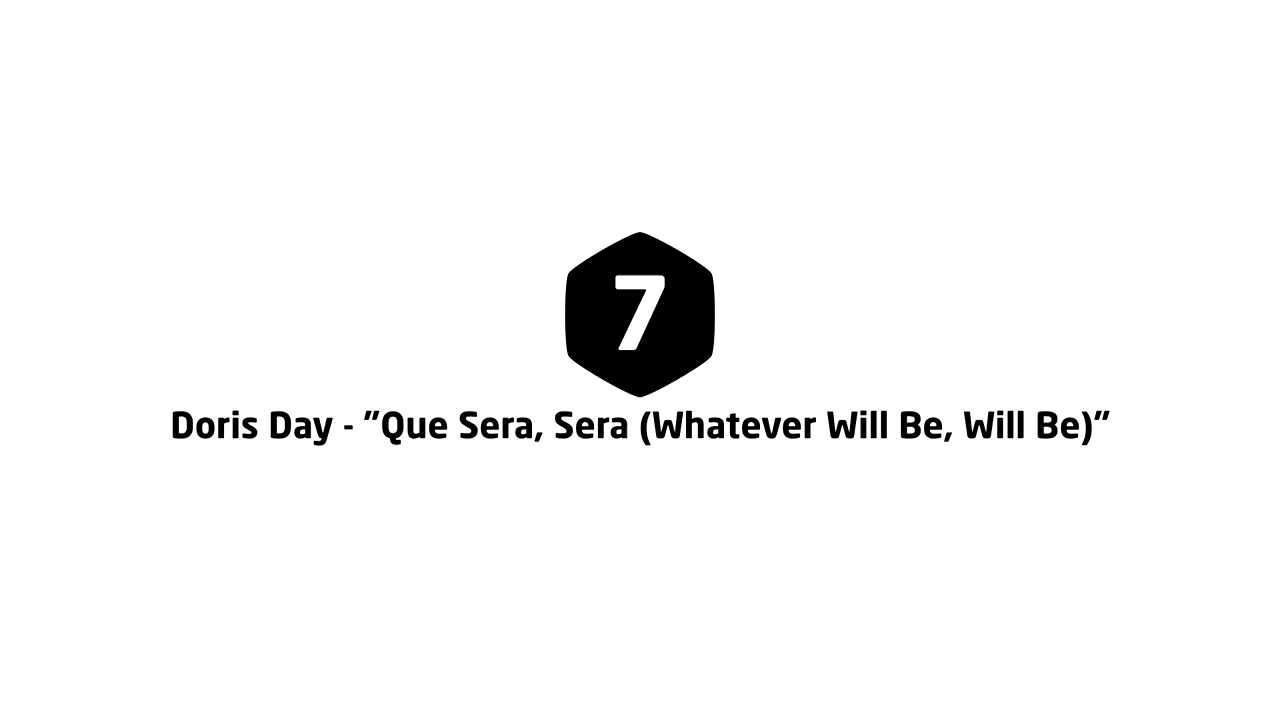 7
Doris Day - ”Que Sera, Sera (Whatever Will Be, Will Be)”